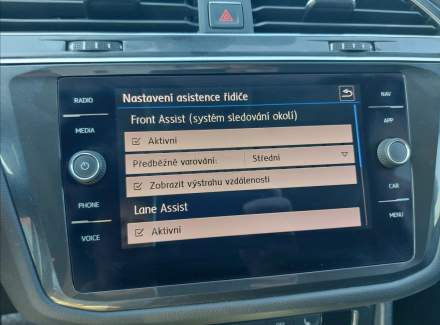 RADIO
MEDIA
PHONE
VOICE
Nastavení asistence řidiče
Front Assist (systém sledování okolí)
Aktivní
Předběžné varování: Střední
Zobrazit výstrahu vzdálenosti
Lane Assist
Aktivní
NAV
APP
CAR
MENU